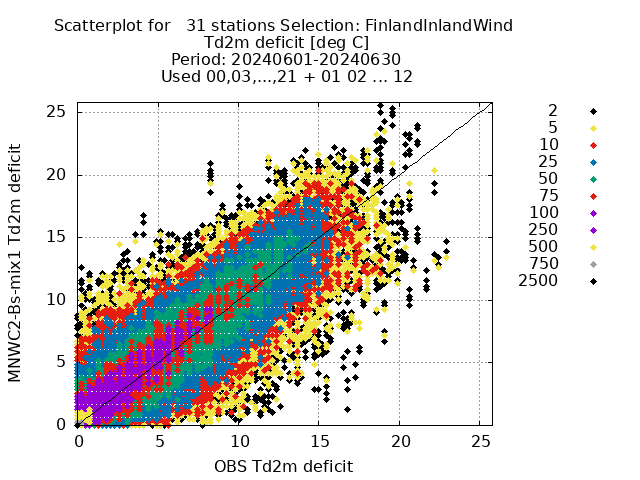 Scatterplot for   31 stations Selection: FinlandInlandWind
Td2m deficit [deg C]
Period: 20240601-20240630
Used 00,03,...,21 + 01 02 ... 12
MNWC2-Bs-mix1 Td2m deficit
25
20
15
10
5
0
0 5 10 15 20 25
OBS Td2m deficit
2
5
10
25
50
75
100
250
500
750
2500